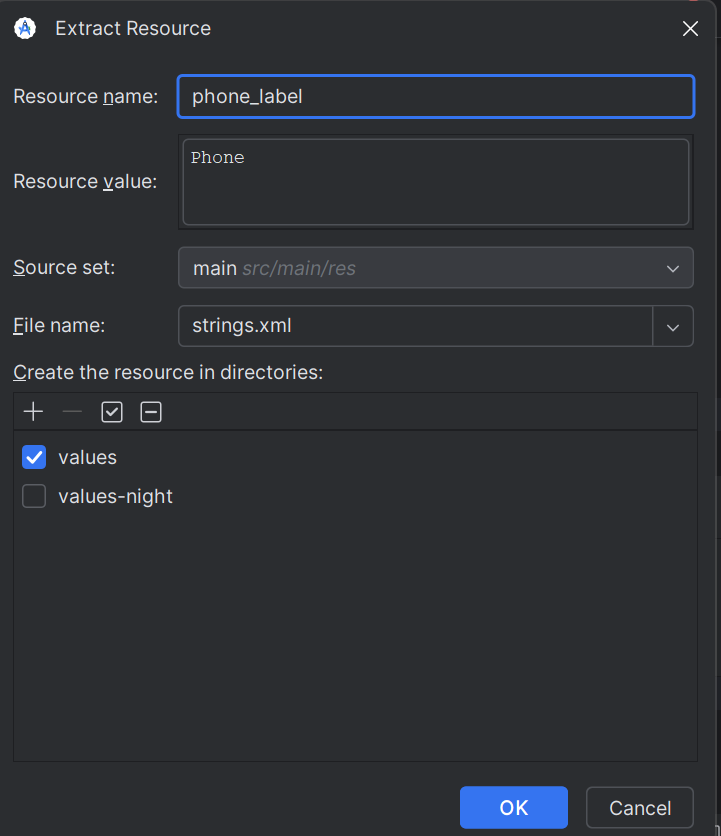 Extract Resource
Resource name: phone_label
Resource value: Phone
Source set: main src/main/res
File name: strings.xml
Create the resource in directories:
values
values-night
OK Cancel